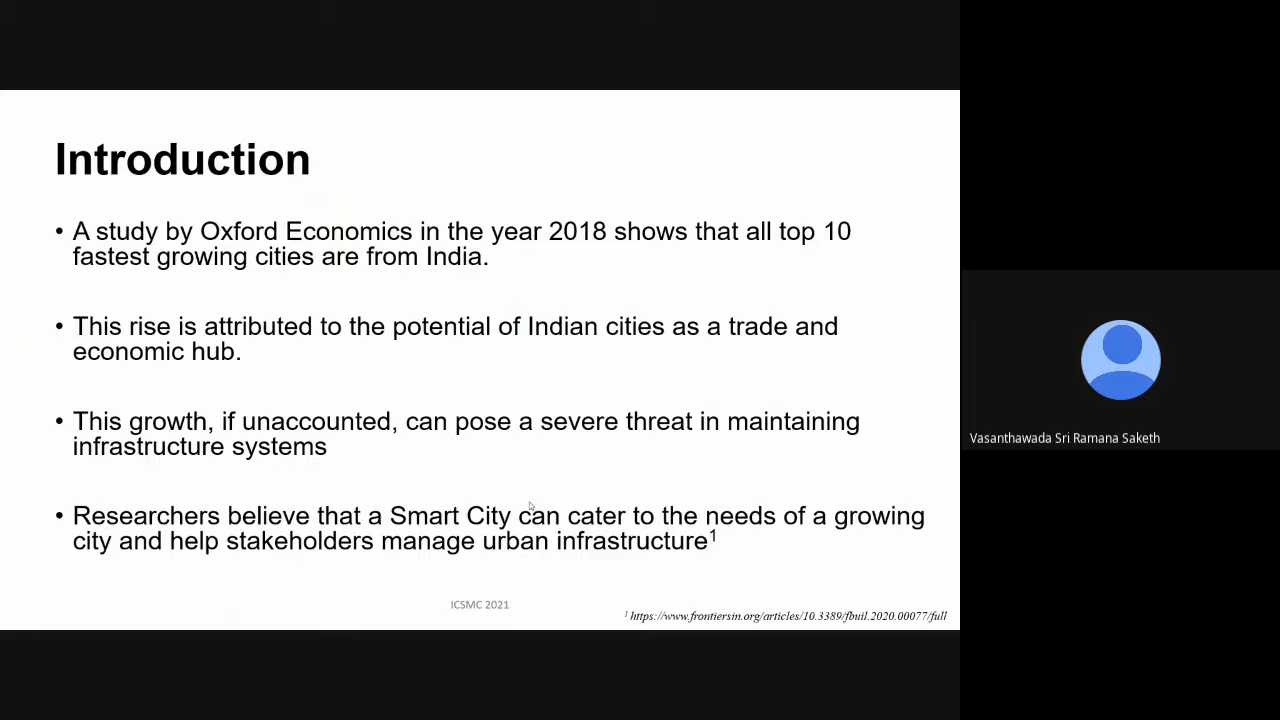 Introduction
• A study by Oxford Economics in the year 2018 shows that all top 10
fastest growing cities are from India.
• This rise is attributed to the potential of Indian cities as a trade and
economic hub.
• This growth, if unaccounted, can pose a severe threat in maintaining
infrastructure systems
• Researchers believe that a Smart City can cater to the needs of a growing
city and help stakeholders manage urban infrastructure¹
ICSMC 2021
¹ https://www.frontiersin.org/articles/10.3389/fbuil.2020.00077/full
Vasanthawada Sri Ramana Saketh